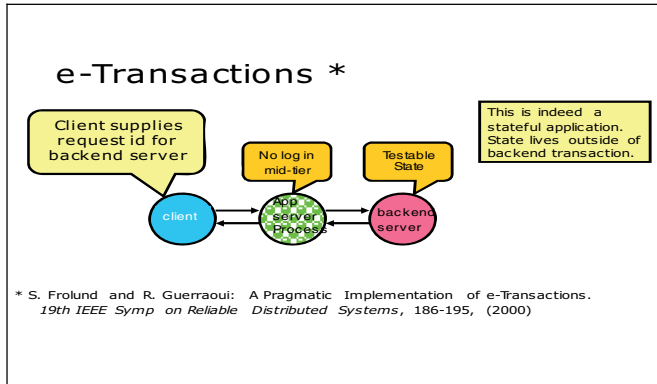 e-Transactions *
Client supplies
request id for
backend server
No log in
mid-tier
Testable
State
This is indeed a
stateful application.
State lives outside of
backend transaction.
client
App
server
Process
backend
server
* S. Frolund and R. Guerraoui: A Pragmatic Implementation of e-Transactions.
19th IEEE Symp on Reliable Distributed Systems, 186-195, (2000)